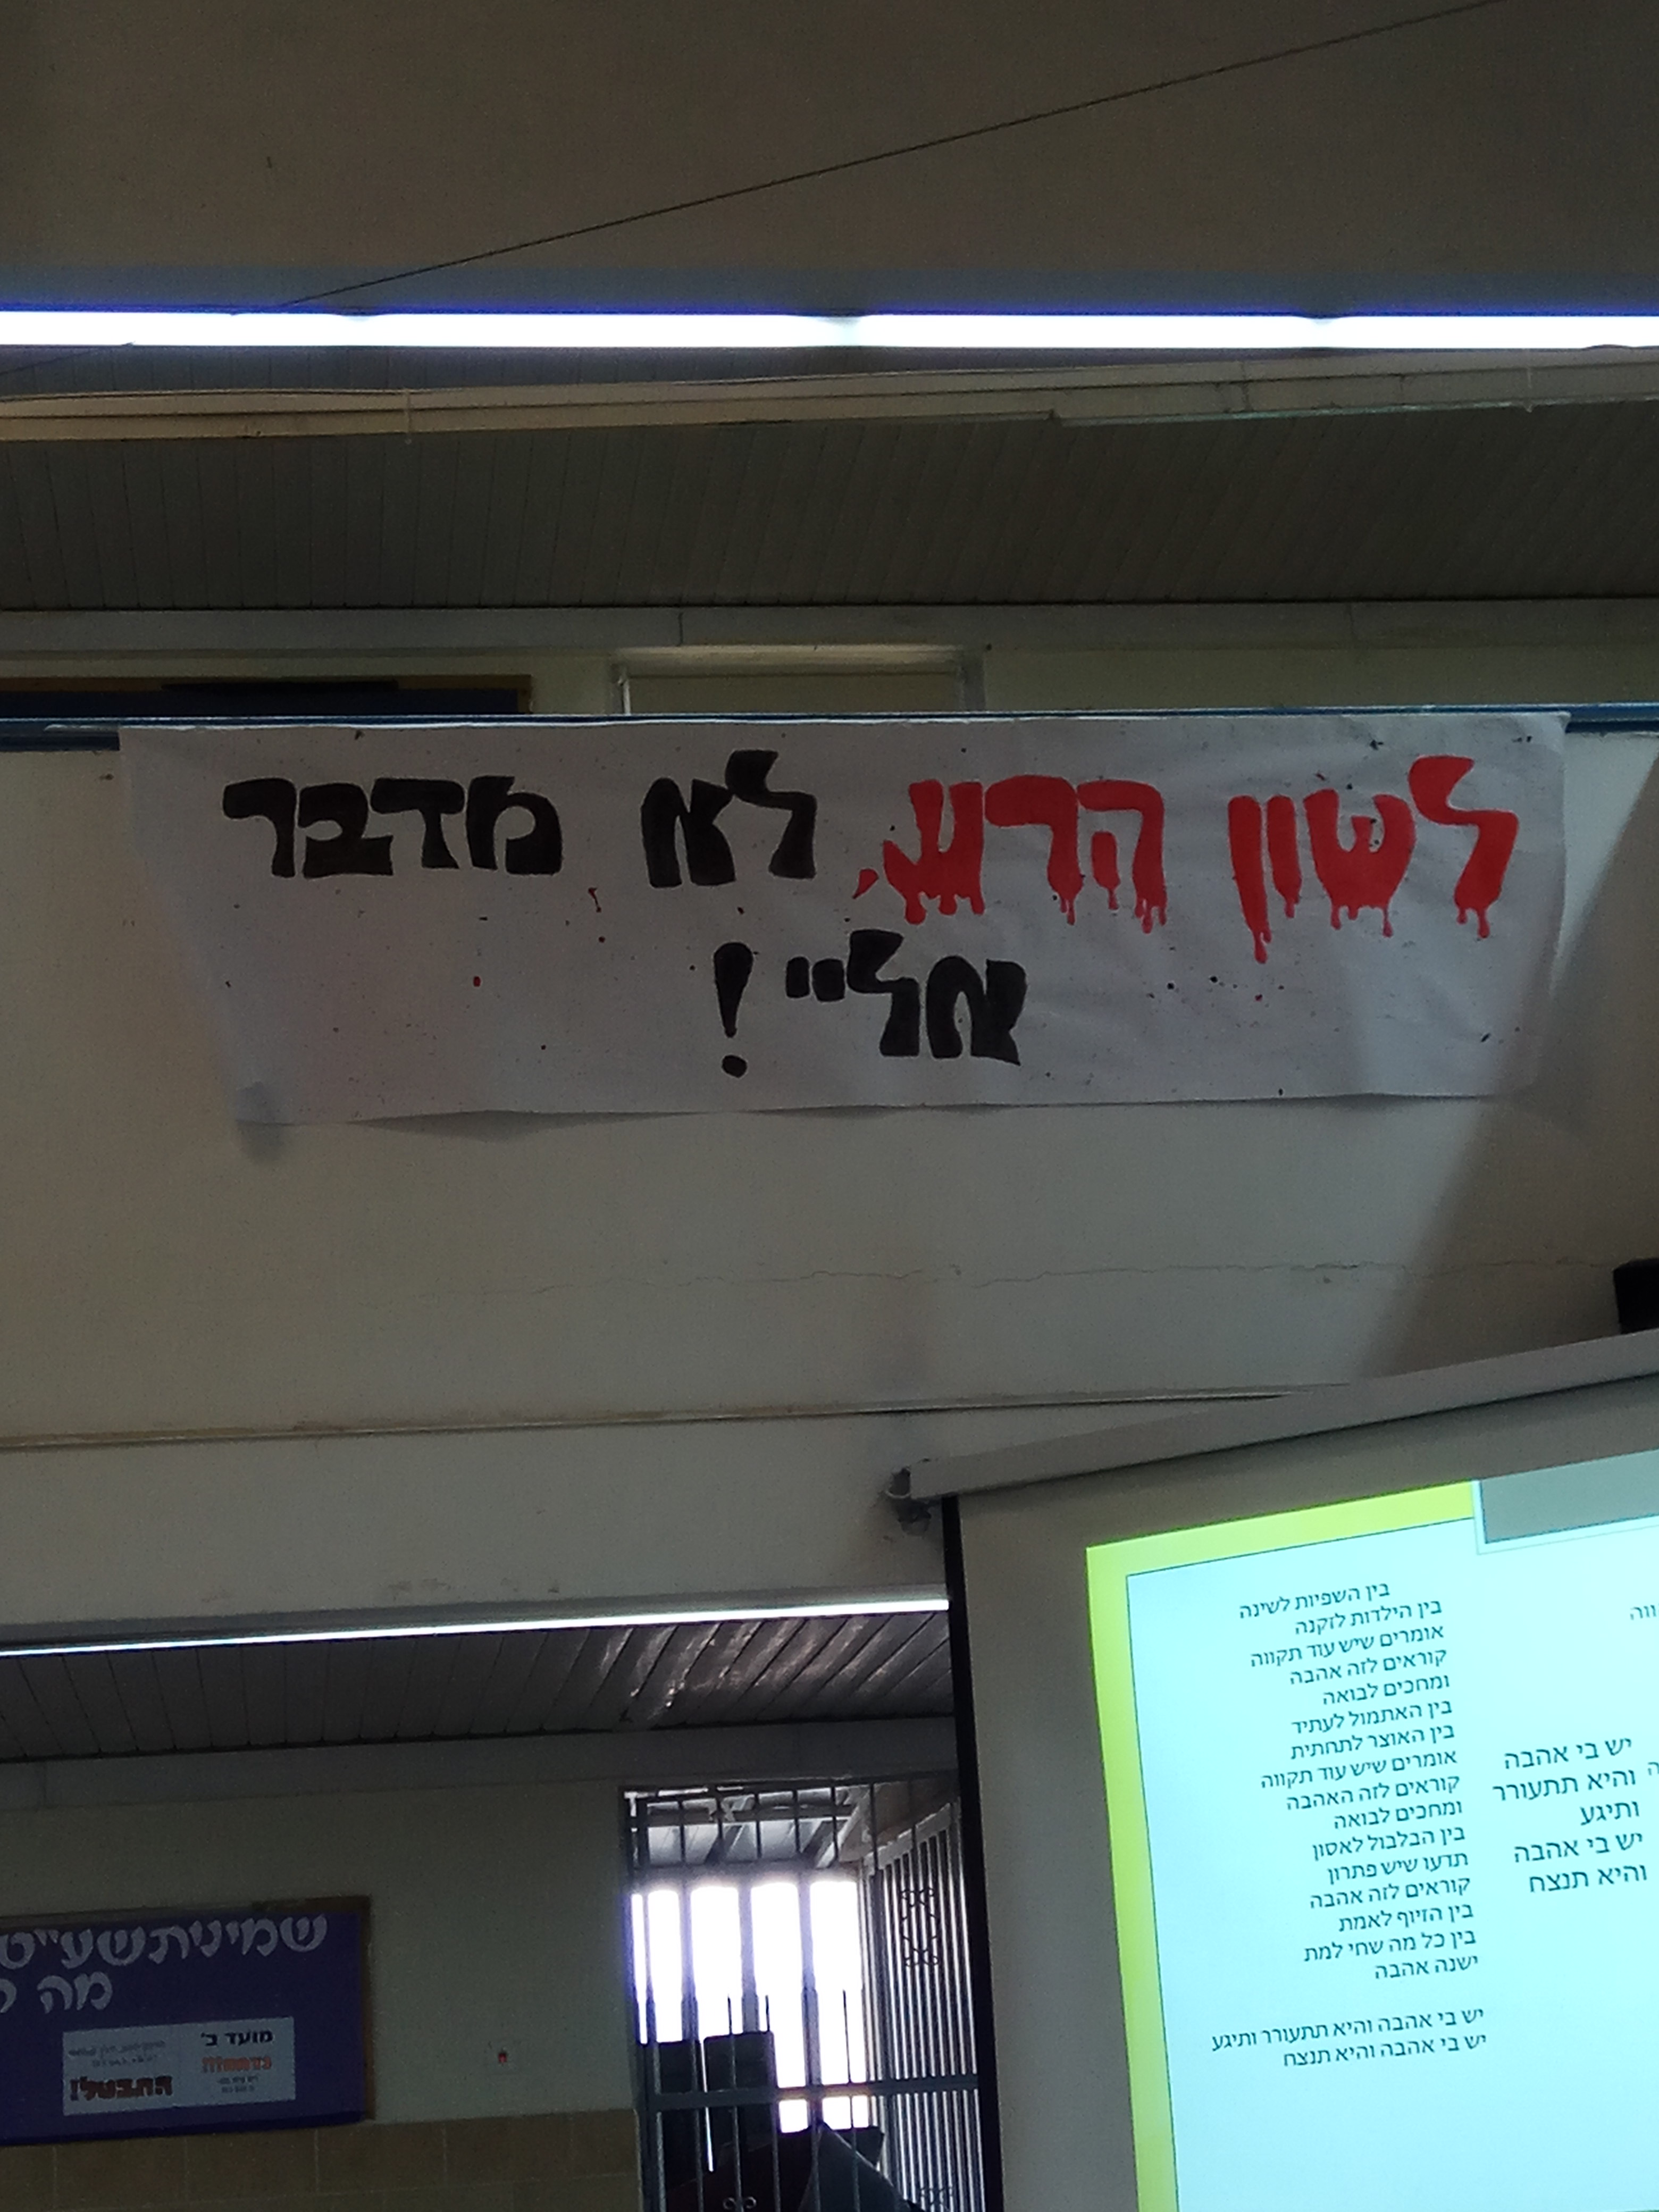 לשון הרע, לא מדבר
אליי!
בין השפיות לשינה
בין הילדות לזקנה
אומרים שיש עוד תקווה
קוראים לזה אהבה
ומחכים לבואה
בין האתמול לעתיד
בין האוצר לתחתית
אומרים שיש עוד תקווה
קוראים לזה האהבה
ומחכים לבואה
בין הבלבול לאסון
תדעו שיש פתרון
קוראים לזה אהבה
בין הזיוף לאמת
בין כל מה שחי למת
ישנה אהבה
יש בי אהבה והיא תתעורר ותיגע
יש בי אהבה והיא תנצח
יש בי אהבה
והיא תתעורר
ותיגע
יש בי אהבה
והיא תנצח
שמינית תשע"ט
מה
מועד ב'
התבטל!